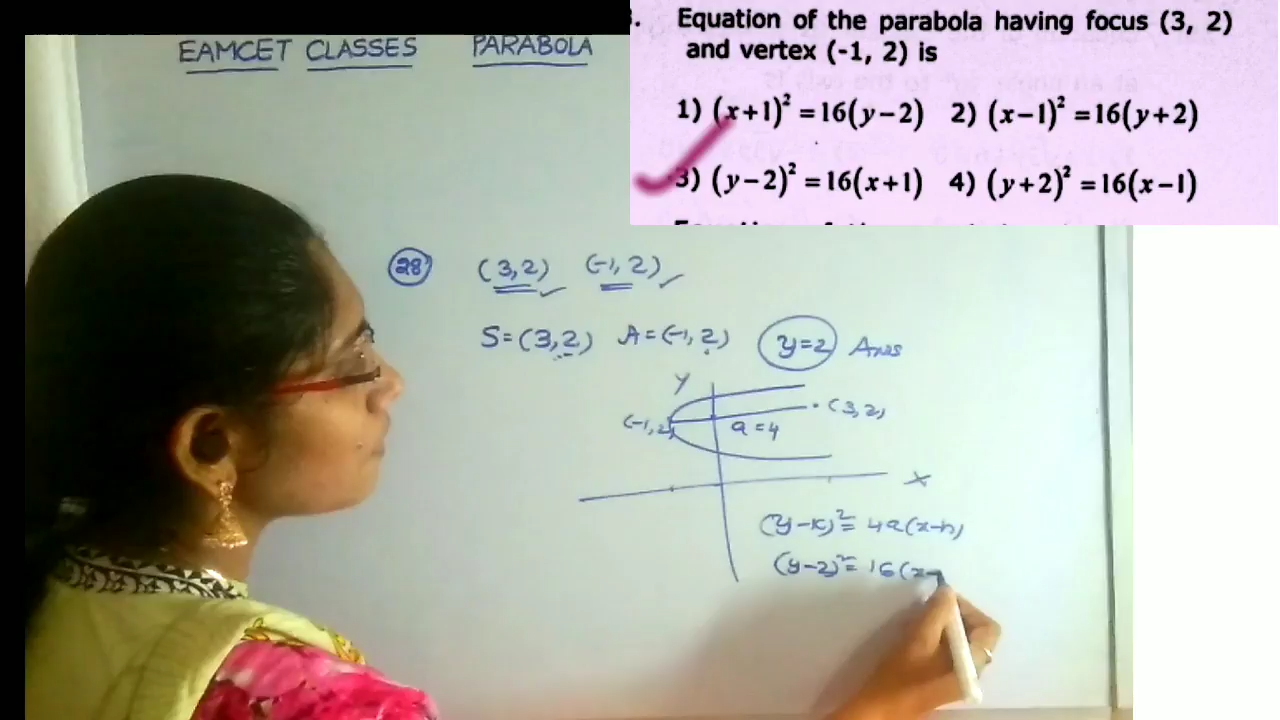 EAMCET CLASSES PARABOLA
Equation of the parabola having focus (3, 2)
and vertex (-1, 2) is
1) (x+1)² = 16(y−2) 2) (x−1)² = 16(y+2)
3) (y−2)² = 16(x+1) 4) (y+2)² = 16(x−1)
28 (3,2) (-1,2)
S=(3,2) A=(-1,2) y=2 Ans
y
(3,2)
(-1,2) a=4
x
(y-k)² = 4a(x-h)
(y-2)² = 16(x-